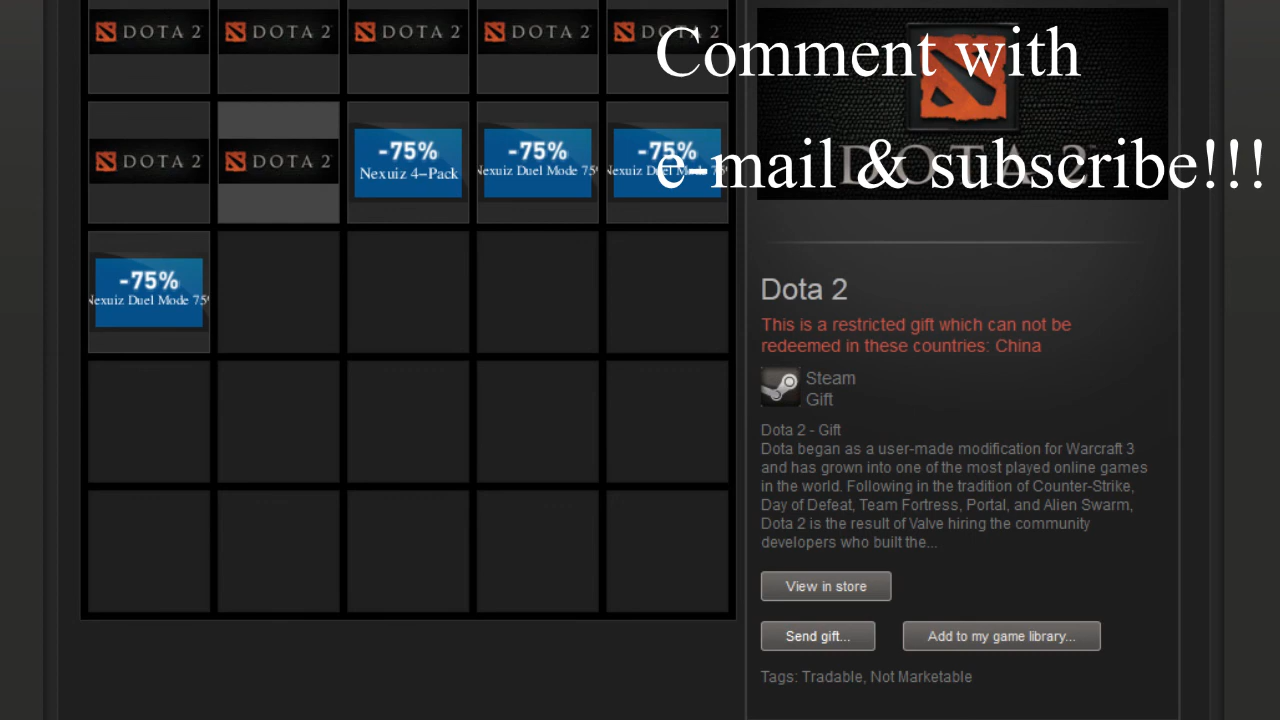 DOTA 2 DOTA 2 DOTA 2 DOTA 2 DOTA 2
Comment with
DOTA 2 DOTA 2 -75% -75% -75%
Nexuiz 4-Pack Nexuiz Duel Mode 75% Nexuiz Duel Mode 75%
DOTA 2
e-mail & subscribe!!!
-75%
Nexuiz Duel Mode 75%
Dota 2
This is a restricted gift which can not be
redeemed in these countries: China
Steam
Gift
Dota 2 - Gift
Dota began as a user-made modification for Warcraft 3
and has grown into one of the most played online games
in the world. Following in the tradition of Counter-Strike,
Day of Defeat, Team Fortress, Portal, and Alien Swarm,
Dota 2 is the result of Valve hiring the community
developers who built the...
View in store
Send gift... Add to my game library...
Tags: Tradable, Not Marketable